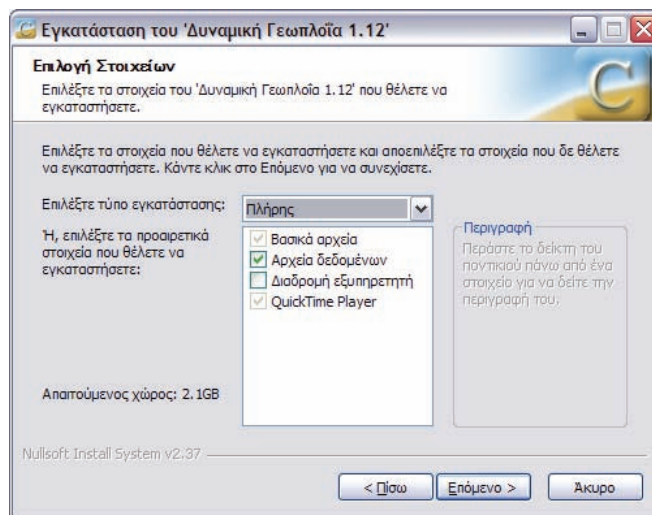 Εγκατάσταση του 'Δυναμική Γεωπλοΐα 1.12'
Επιλογή Στοιχείων
Επιλέξτε τα στοιχεία του 'Δυναμική Γεωπλοΐα 1.12' που θέλετε να
εγκαταστήσετε.
C
Επιλέξτε τα στοιχεία που θέλετε να εγκαταστήσετε και αποεπιλέξτε τα στοιχεία που δε θέλετε
να εγκαταστήσετε. Κάντε κλικ στο Επόμενο για να συνεχίσετε.
Επιλέξτε τύπο εγκατάστασης:
Πλήρης
Ή, επιλέξτε τα προαιρετικά
στοιχεία που θέλετε να
εγκαταστήσετε:
Βασικά αρχεία
Αρχεία δεδομένων
Διαδρομή εξυπηρετητή
QuickTime Player
Περιγραφή
Περάστε το δείκτη του
ποντικιού πάνω από ένα
στοιχείο για να δείτε την
περιγραφή του.
Απαιτούμενος χώρος: 2.1GB
Nullsoft Install System v2.37
< Πίσω
Επόμενο >
Άκυρο